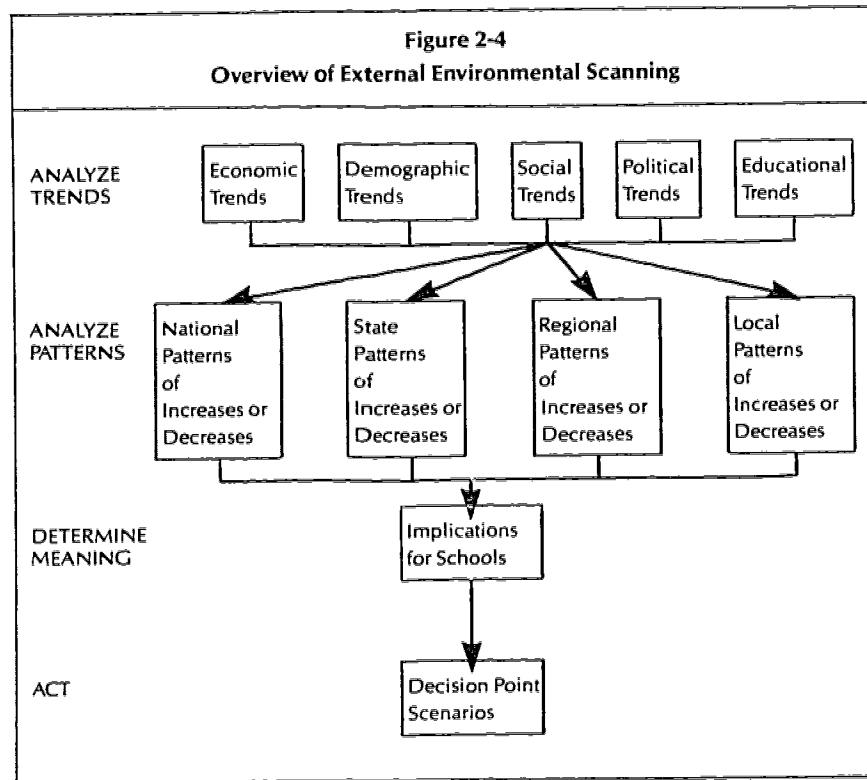 Figure 2-4
Overview of External Environmental Scanning
ANALYZE
TRENDS
Economic
Trends
Demographic
Trends
Social
Trends
Political
Trends
Educational
Trends
ANALYZE
PATTERNS
National
Patterns
of
Increases or
Decreases
State
Patterns
of
Increases or
Decreases
Regional
Patterns
of
Increases or
Decreases
Local
Patterns
of
Increases or
Decreases
DETERMINE
MEANING
Implications
for Schools
ACT
Decision Point
Scenarios